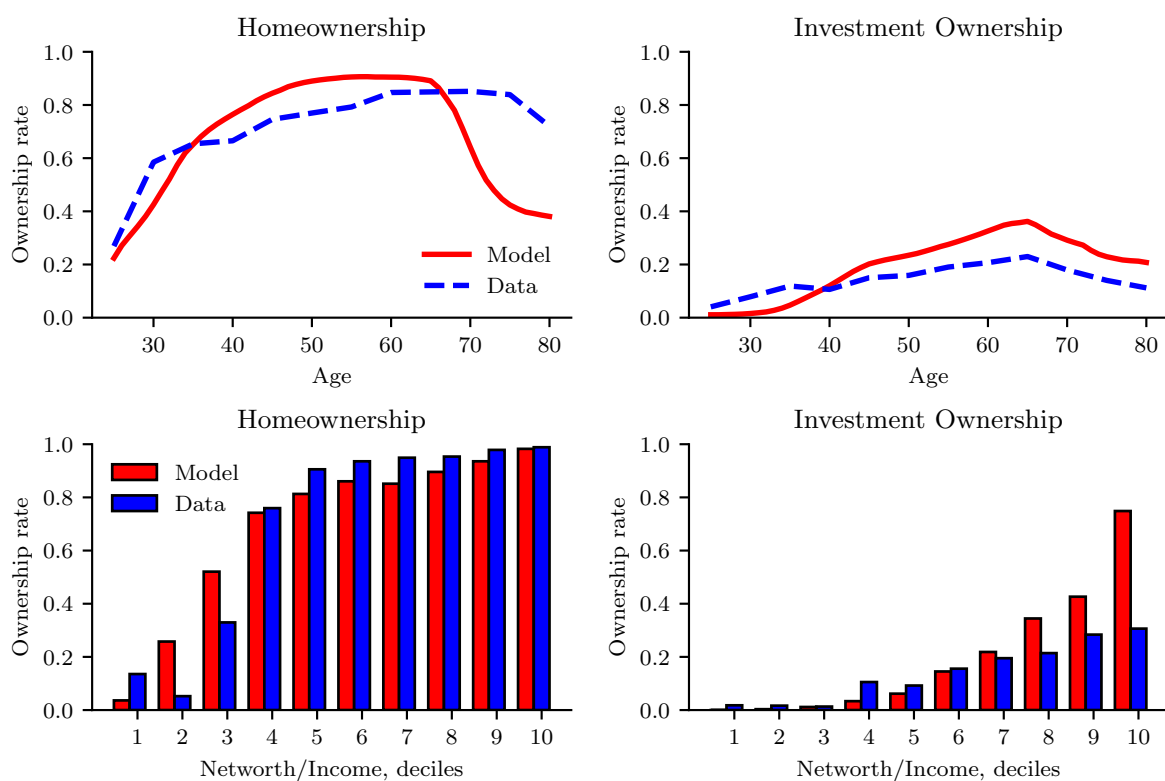 Homeownership
1.0
0.8
0.6
0.4
0.2
0.0
Ownership rate
Model
Data
30 40 50 60 70 80
Age
Investment Ownership
1.0
0.8
0.6
0.4
0.2
0.0
Ownership rate
30 40 50 60 70 80
Age
Homeownership
1.0
0.8
0.6
0.4
0.2
0.0
Ownership rate
Model
Data
1 2 3 4 5 6 7 8 9 10
Networth/Income, deciles
Investment Ownership
1.0
0.8
0.6
0.4
0.2
0.0
Ownership rate
1 2 3 4 5 6 7 8 9 10
Networth/Income, deciles